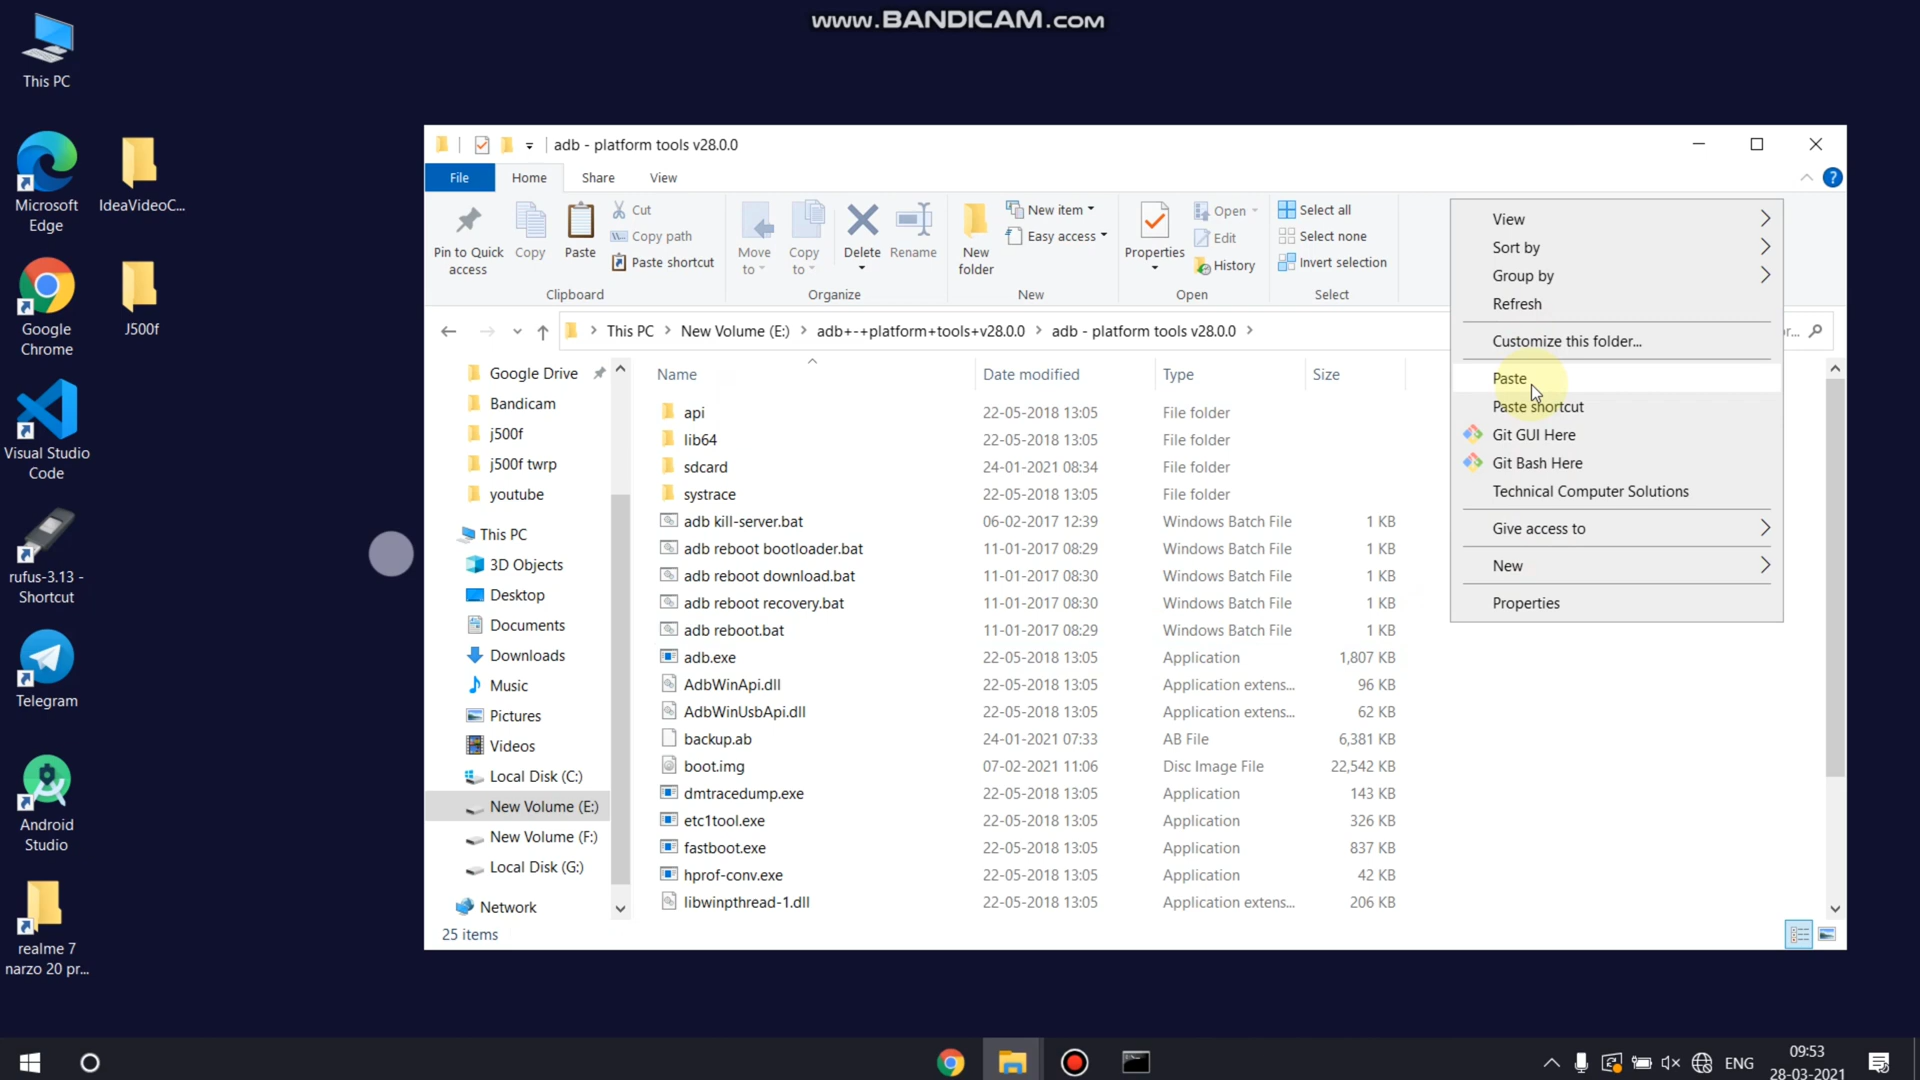 www.BANDICAM.com
This PC
Microsoft
Edge
IdeaVideoC...
Google
Chrome
J500f
Visual Studio
Code
rufus-3.13 -
Shortcut
Telegram
Android
Studio
realme 7
narzo 20 pr...
adb - platform tools v28.0.0
File
Home
Share
View
Pin to Quick
access
Copy
Paste
Cut
Copy path
Paste shortcut
Clipboard
Move
to
Copy
to
Delete
Rename
Organize
New
folder
New item
Easy access
New
Properties
Open
Edit
History
Open
Select all
Select none
Invert selection
Select
This PC > New Volume (E:) > adb+-+platform+tools+v28.0.0 > adb - platform tools v28.0.0 >
Google Drive
Bandicam
j500f
j500f twrp
youtube
This PC
3D Objects
Desktop
Documents
Downloads
Music
Pictures
Videos
Local Disk (C:)
New Volume (E:)
New Volume (F:)
Local Disk (G:)
Network
Name Date modified Type Size
api 22-05-2018 13:05 File folder
lib64 22-05-2018 13:05 File folder
sdcard 24-01-2021 08:34 File folder
systrace 22-05-2018 13:05 File folder
adb kill-server.bat 06-02-2017 12:39 Windows Batch File 1 KB
adb reboot bootloader.bat 11-01-2017 08:29 Windows Batch File 1 KB
adb reboot download.bat 11-01-2017 08:30 Windows Batch File 1 KB
adb reboot recovery.bat 11-01-2017 08:30 Windows Batch File 1 KB
adb reboot.bat 11-01-2017 08:29 Windows Batch File 1 KB
adb.exe 22-05-2018 13:05 Application 1,807 KB
AdbWinApi.dll 22-05-2018 13:05 Application extens... 96 KB
AdbWinUsbApi.dll 22-05-2018 13:05 Application extens... 62 KB
backup.ab 24-01-2021 07:33 AB File 6,381 KB
boot.img 07-02-2021 11:06 Disc Image File 22,542 KB
dmtracedump.exe 22-05-2018 13:05 Application 143 KB
etc1tool.exe 22-05-2018 13:05 Application 326 KB
fastboot.exe 22-05-2018 13:05 Application 837 KB
hprof-conv.exe 22-05-2018 13:05 Application 42 KB
libwinpthread-1.dll 22-05-2018 13:05 Application extens... 206 KB
25 items
View
Sort by
Group by
Refresh
Customize this folder...
Paste
Paste shortcut
Git GUI Here
Git Bash Here
Technical Computer Solutions
Give access to
New
Properties
ENG
09:53
28-03-2021